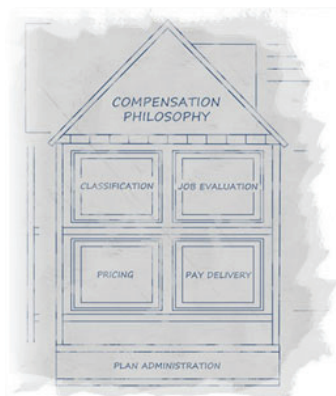 COMPENSATION
PHILOSOPHY
CLASSIFICATION
JOB EVALUATION
PRICING
PAY DELIVERY
PLAN ADMINISTRATION